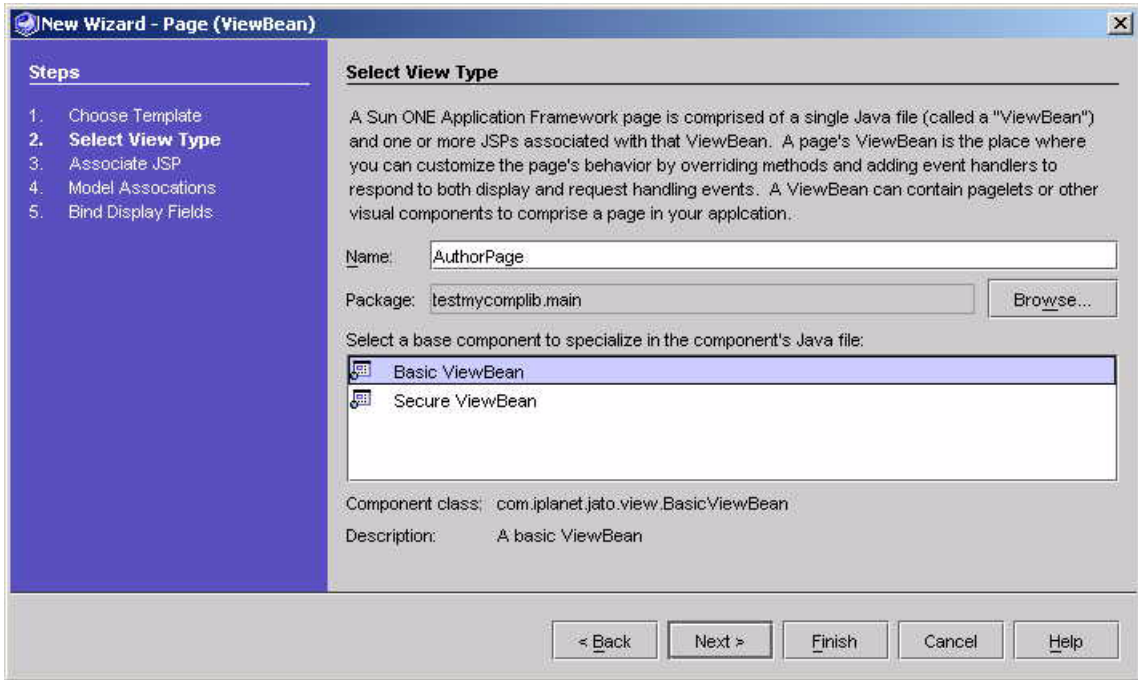 New Wizard - Page (ViewBean)
Steps
1. Choose Template
2. Select View Type
3. Associate JSP
4. Model Assocations
5. Bind Display Fields
Select View Type
A Sun ONE Application Framework page is comprised of a single Java file (called a "ViewBean")
and one or more JSPs associated with that ViewBean. A page's ViewBean is the place where
you can customize the page's behavior by overriding methods and adding event handlers to
respond to both display and request handling events. A ViewBean can contain pagelets or other
visual components to comprise a page in your applcation.
Name: AuthorPage
Package: testmycomplib.main Browse...
Select a base component to specialize in the component's Java file:
Basic ViewBean
Secure ViewBean
Component class: com.iplanet.jato.view.BasicViewBean
Description: A basic ViewBean
< Back Next > Finish Cancel Help